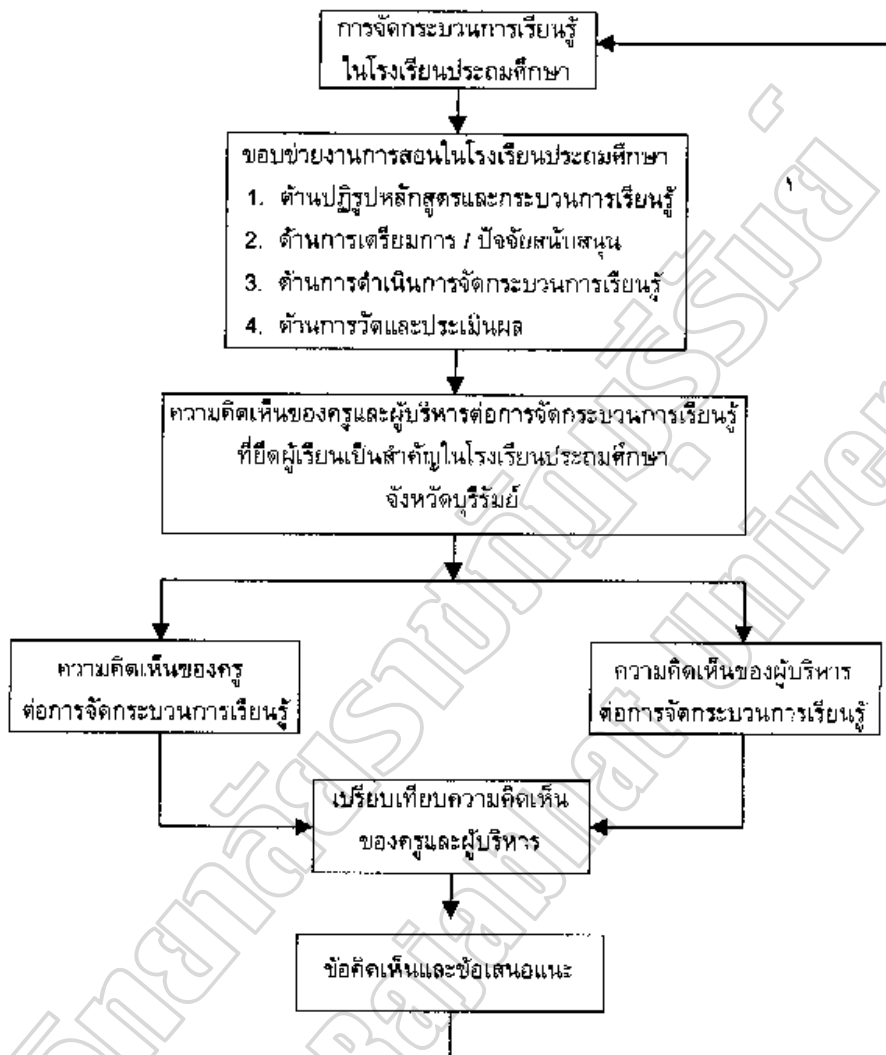 การจัดกระบวนการเรียนรู้
ในโรงเรียนประถมศึกษา
ขอบข่ายงานการสอนในโรงเรียนประถมศึกษา
1. ด้านปฏิรูปหลักสูตรและกระบวนการเรียนรู้
2. ด้านการเตรียมการ / ปัจจัยสนับสนุน
3. ด้านการดำเนินการจัดกระบวนการเรียนรู้
4. ด้านการวัดและประเมินผล
ความคิดเห็นของครูและผู้บริหารต่อการจัดกระบวนการเรียนรู้
ที่ยึดผู้เรียนเป็นสำคัญในโรงเรียนประถมศึกษา
จังหวัดบุรีรัมย์
ความคิดเห็นของครู
ต่อการจัดกระบวนการเรียนรู้
ความคิดเห็นของผู้บริหาร
ต่อการจัดกระบวนการเรียนรู้
เปรียบเทียบความคิดเห็น
ของครูและผู้บริหาร
ข้อคิดเห็นและข้อเสนอแนะ
Rajabhat Univer